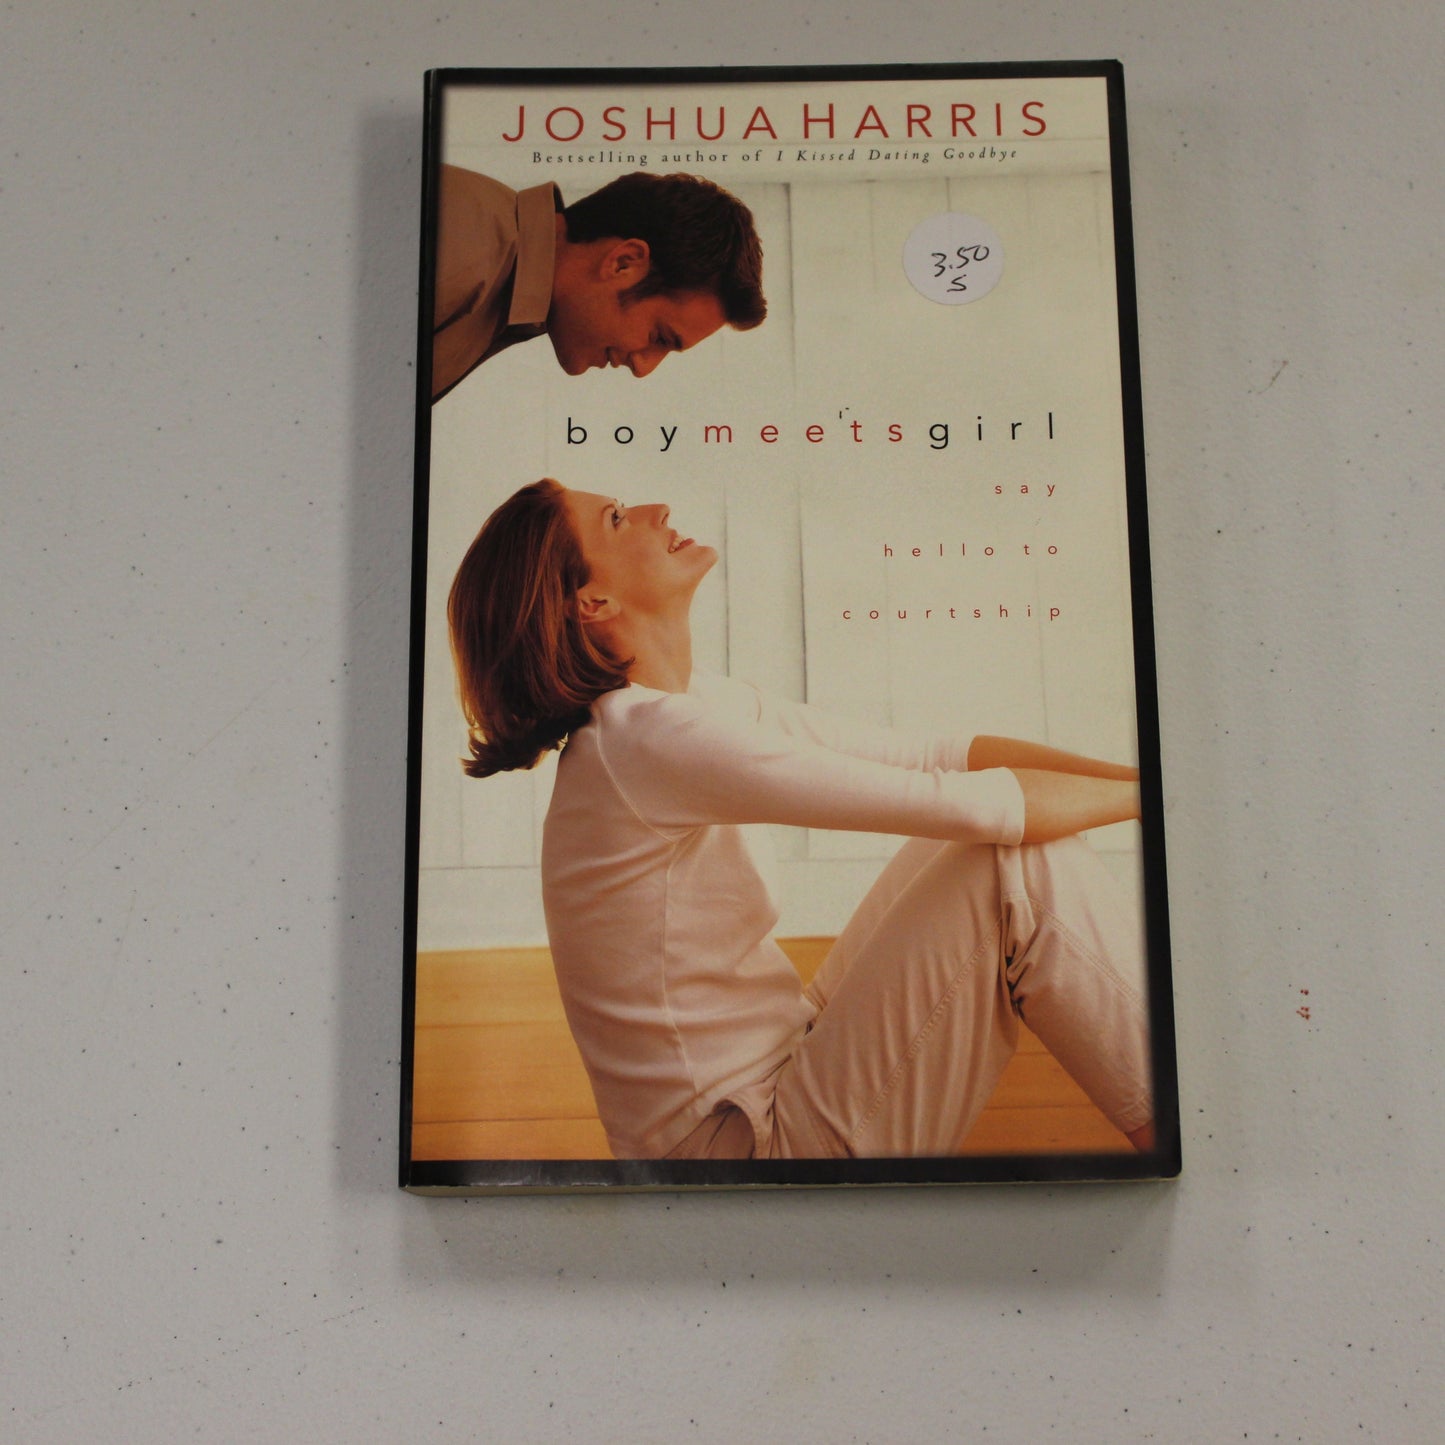 JOSHUA HARRIS
Bestselling author of I Kissed Dating Goodbye
3.50
S
boymeetsgirl
say
hello to
courtship